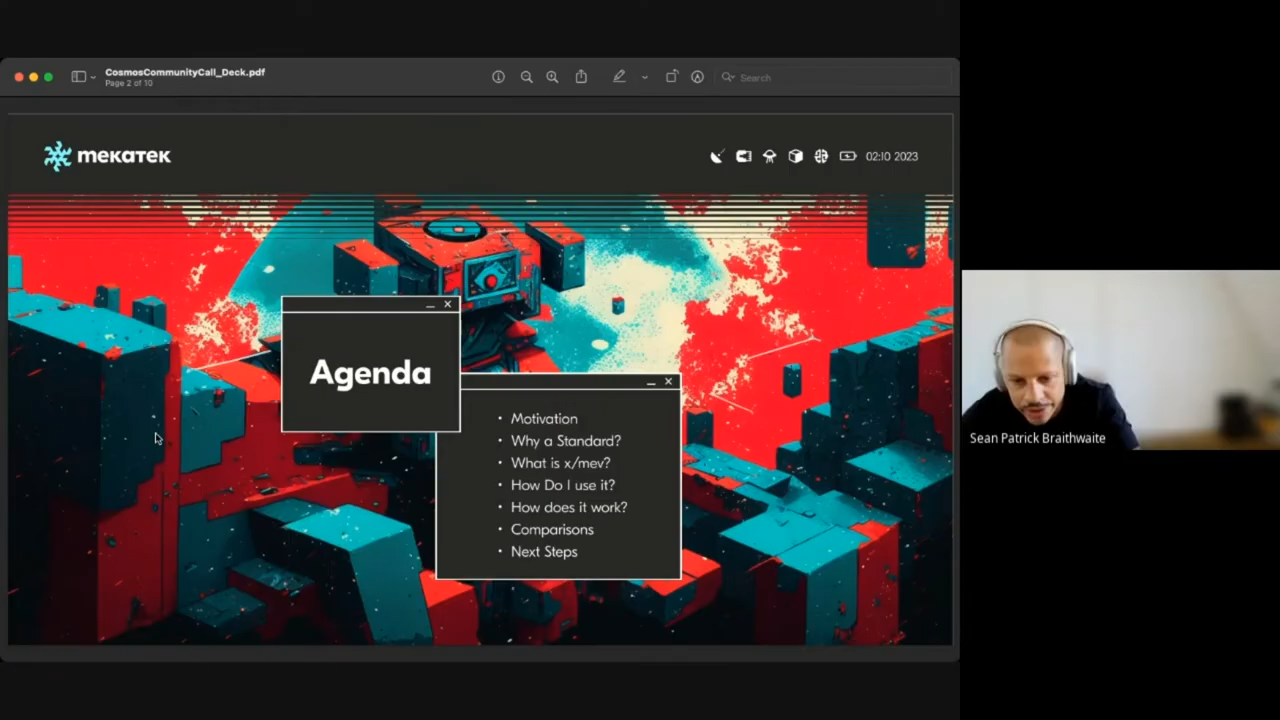 CosmosCommunityCall_Deck.pdf
Page 2 of 10
Search
mekatek
02:10 2023
Agenda
• Motivation
• Why a Standard?
• What is x/mev?
• How Do I use it?
• How does it work?
• Comparisons
• Next Steps
Sean Patrick Braithwaite